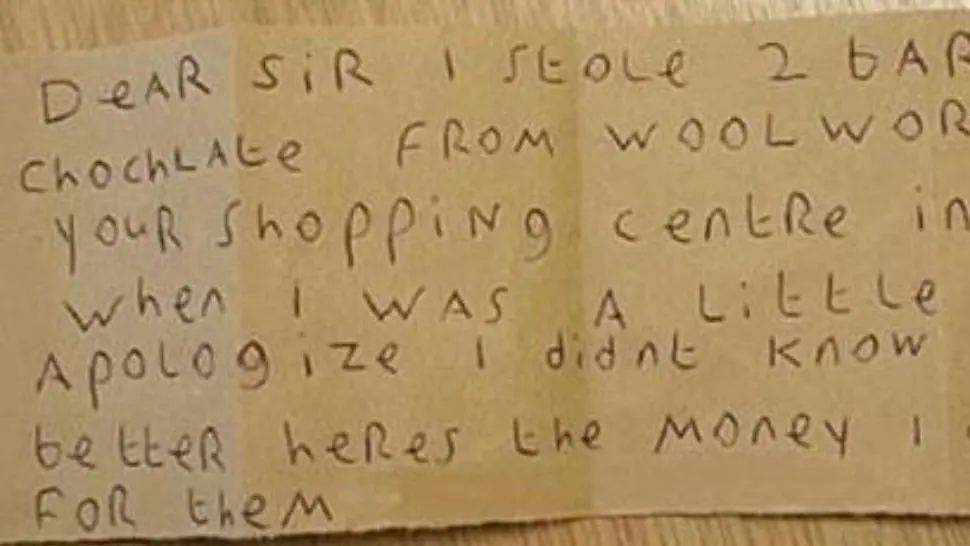 DeAR SiR I StOLe 2 bAR
ChochLAte FROM WOOLWOR
youR Shopping centRe in
when I WAS A Little
ApoLogize I didnt know
better heRes the money I
FOR them